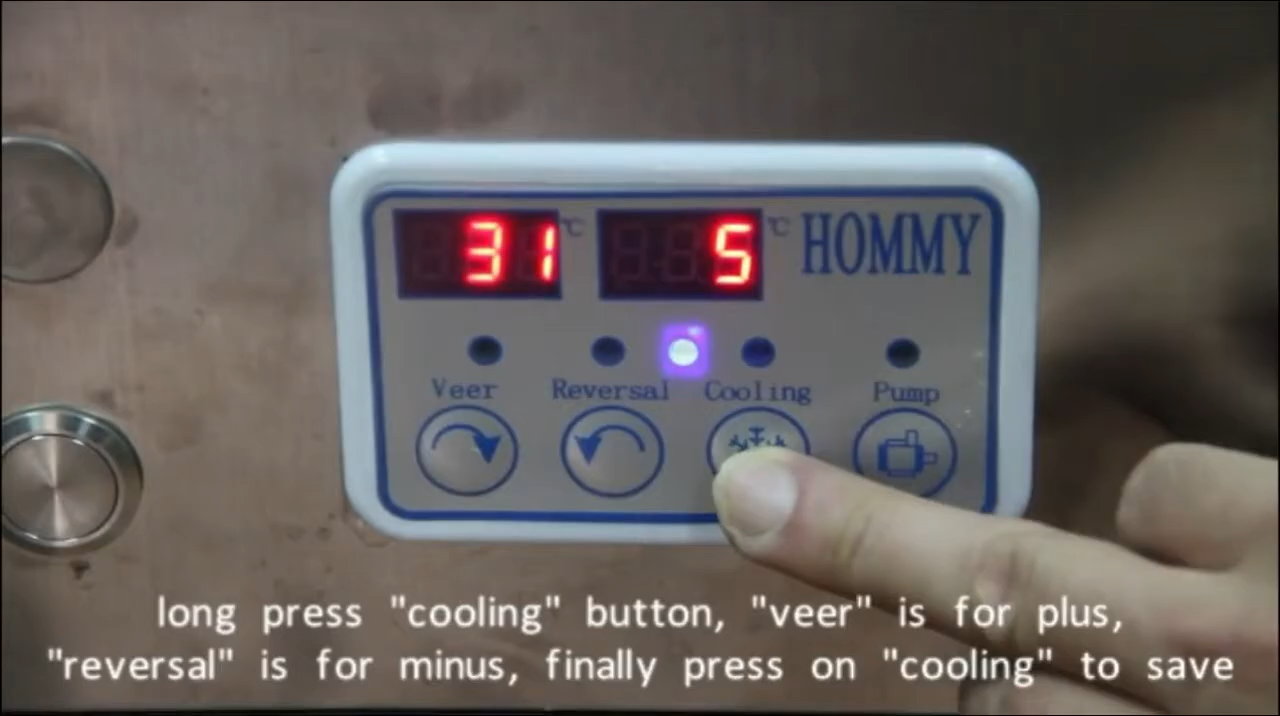 31 °C 5 °C HOMMY
Veer Reversal Cooling Pump
long press "cooling" button, "veer" is for plus,
"reversal" is for minus, finally press on "cooling" to save